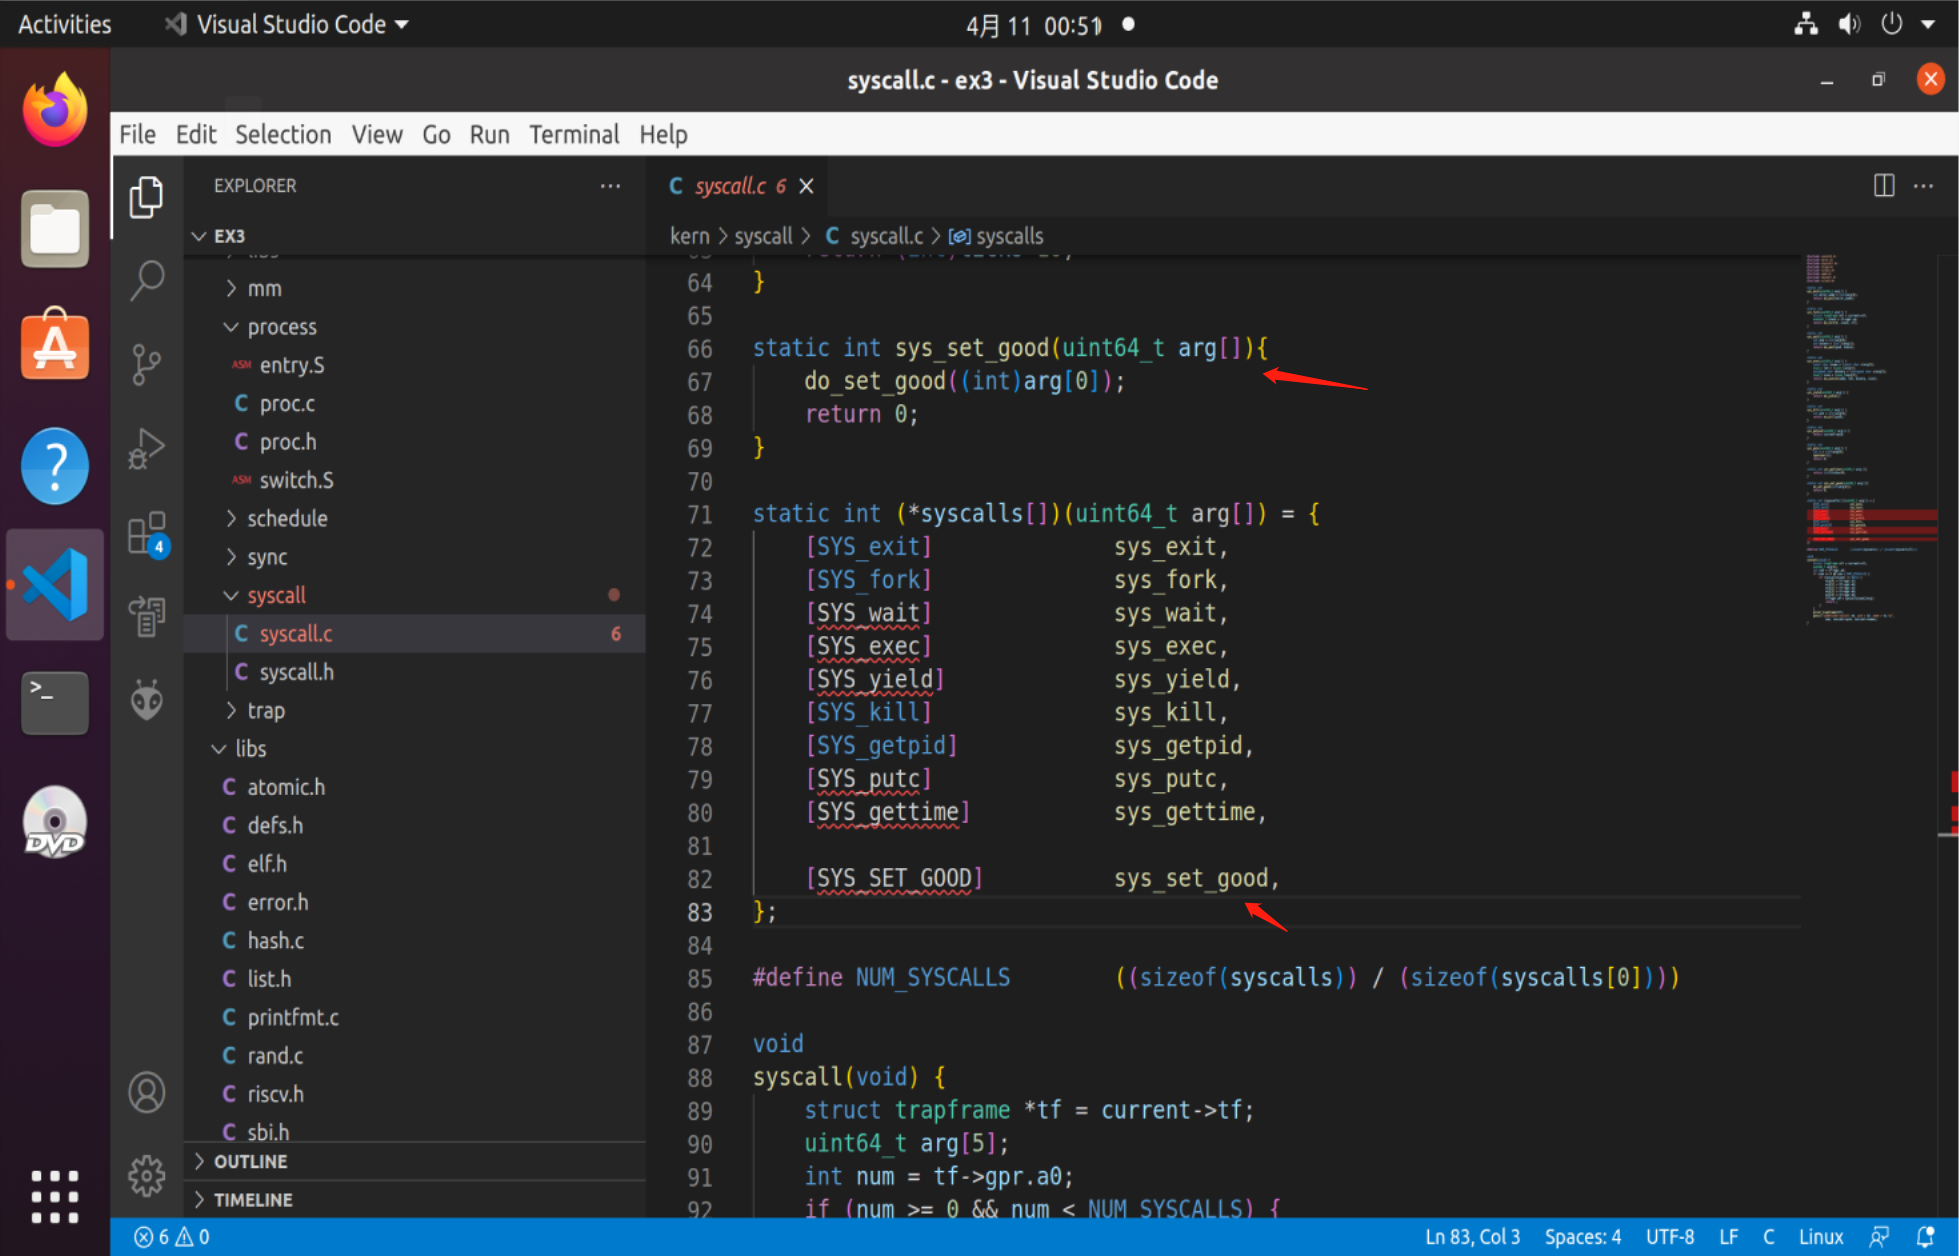 Activities
Visual Studio Code
4月 11 00:51
syscall.c - ex3 - Visual Studio Code
File Edit Selection View Go Run Terminal Help
EXPLORER
EX3
mm
process
ASM entry.S
C proc.c
C proc.h
ASM switch.S
schedule
sync
syscall
C syscall.c 6
C syscall.h
trap
libs
C atomic.h
C defs.h
C elf.h
C error.h
C hash.c
C list.h
C printfmt.c
C rand.c
C riscv.h
C sbi.h
OUTLINE
TIMELINE
4
DVD
C syscall.c 6
kern > syscall > C syscall.c > syscalls
64 }
65
66 static int sys_set_good(uint64_t arg[]){
67 do_set_good((int)arg[0]);
68 return 0;
69 }
70
71 static int (*syscalls[])(uint64_t arg[]) = {
72 [SYS_exit] sys_exit,
73 [SYS_fork] sys_fork,
74 [SYS_wait] sys_wait,
75 [SYS_exec] sys_exec,
76 [SYS_yield] sys_yield,
77 [SYS_kill] sys_kill,
78 [SYS_getpid] sys_getpid,
79 [SYS_putc] sys_putc,
80 [SYS_gettime] sys_gettime,
81
82 [SYS_SET_GOOD] sys_set_good,
83 };
84
85 #define NUM_SYSCALLS ((sizeof(syscalls)) / (sizeof(syscalls[0])))
86
87 void
88 syscall(void) {
89 struct trapframe *tf = current->tf;
90 uint64_t arg[5];
91 int num = tf->gpr.a0;
92 if (num >= 0 && num < NUM_SYSCALLS) {
6 0
Ln 83, Col 3 Spaces: 4 UTF-8 LF C Linux